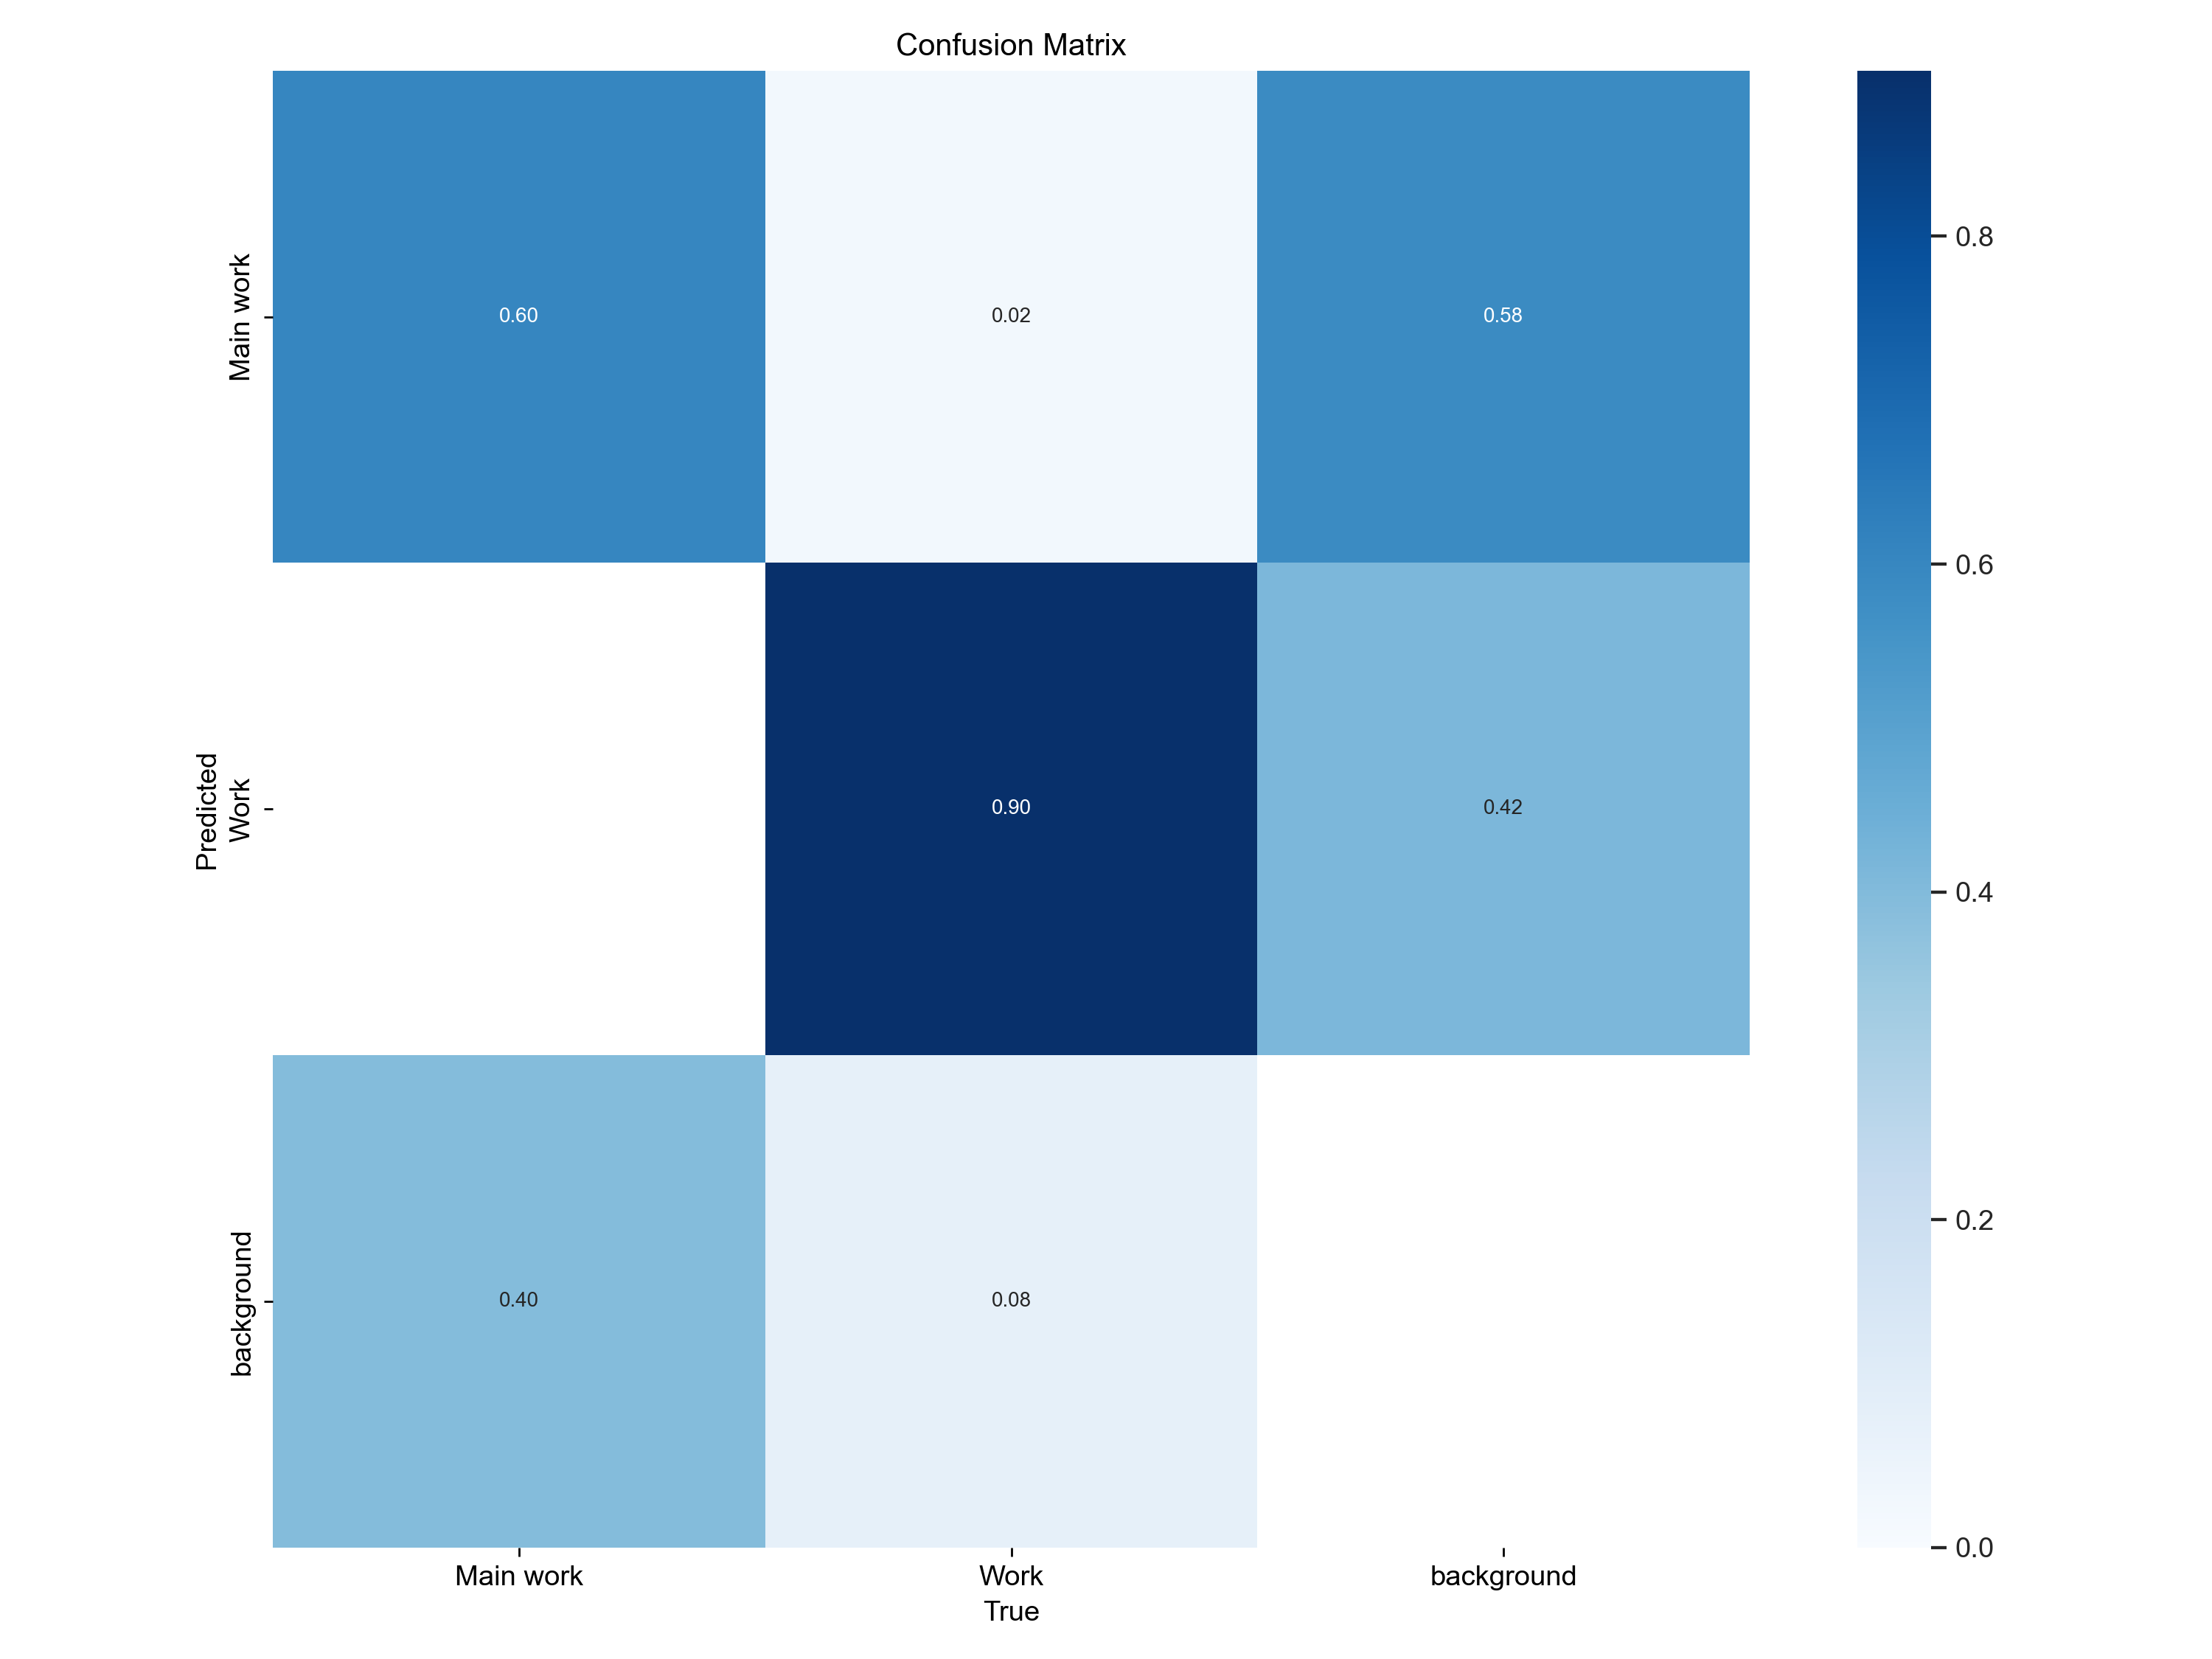 Confusion Matrix
Main work
0.60
0.02
0.58
Predicted
Work
0.90
0.42
background
0.40
0.08
Main work
Work
background
True
0.8
0.6
0.4
0.2
0.0